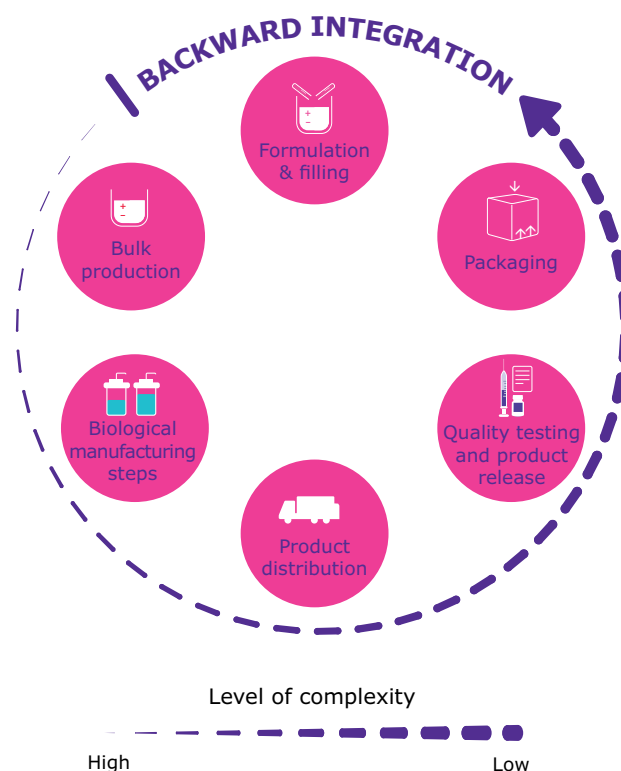 BACKWARD INTEGRATION
Formulation
& filling
Bulk
production
Packaging
Biological
manufacturing
steps
Quality testing
and product
release
Product
distribution
Level of complexity
High
Low